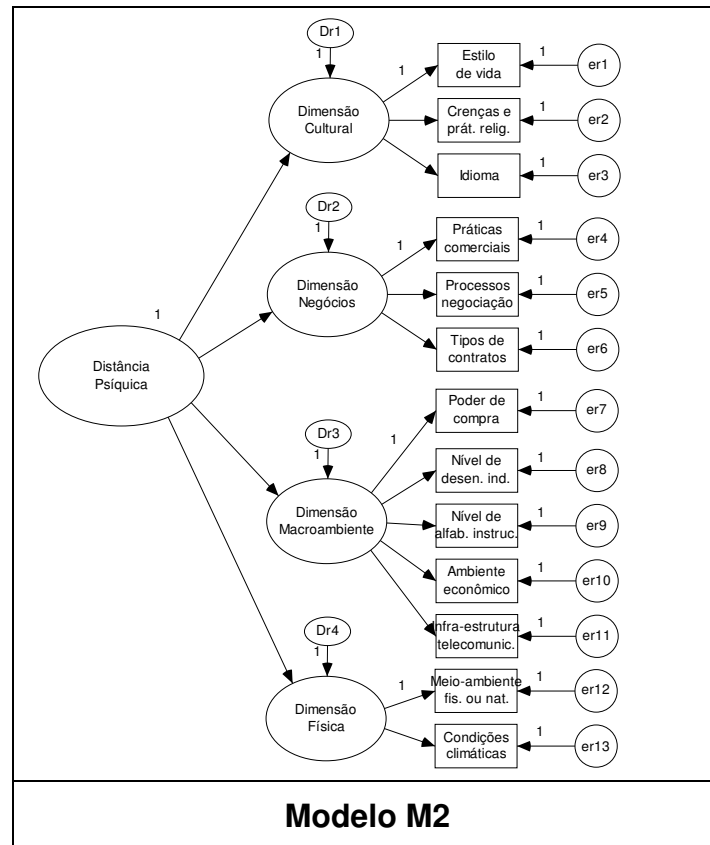 Dr1
1
Estilo
de vida
1
1
er1
Dimensão
Cultural
Crenças e
prát. relig.
1
er2
Idioma
1
er3
Dr2
1
Práticas
comerciais
1
1
er4
Dimensão
Negócios
Processos
negociação
1
er5
Tipos de
contratos
1
er6
1
Distância
Psíquica
Poder de
compra
1
1
er7
Dr3
1
Nível de
desen. ind.
1
er8
Dimensão
Macroambiente
Nível de
alfab. instruc.
1
er9
Ambiente
econômico
1
er10
Infra-estrutura
telecomunic.
1
er11
Dr4
1
Meio-ambiente
fis. ou nat.
1
1
er12
Dimensão
Física
Condições
climáticas
1
er13
Modelo M2